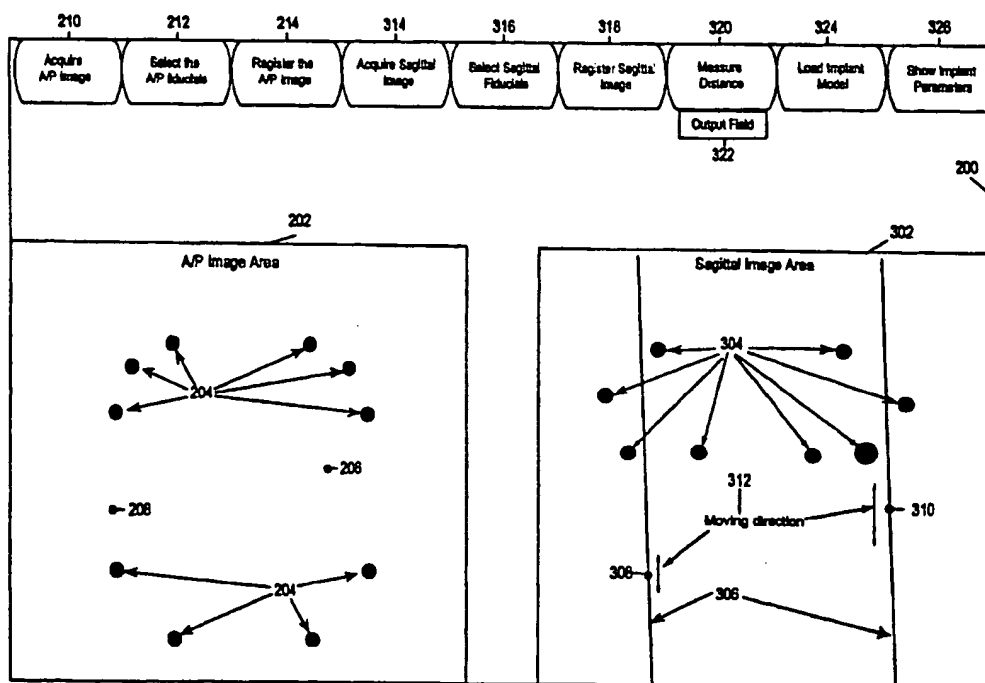 210 212 214 314 316 318 320 324 326
Acquire A/P Image
Select the A/P fiducials
Register the A/P Image
Acquire Sagittal Image
Select Sagittal Fiducials
Register Sagittal Image
Measure Distance
Load Implant Model
Show Implant Parameters
Output Field
322
200
202
302
A/P Image Area
Sagittal Image Area
304
204
206
312
208
310
Moving direction
308
204
306